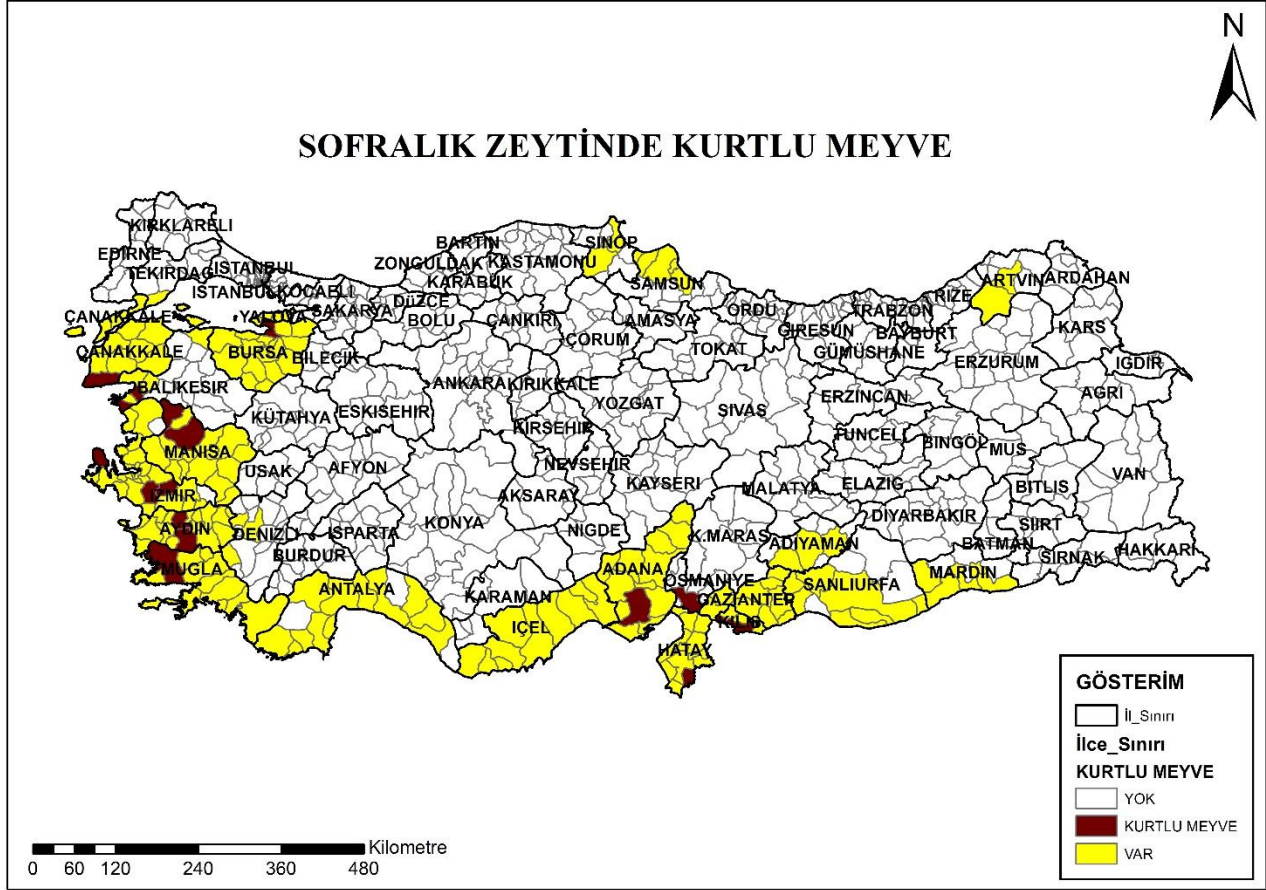 N
SOFRALIK ZEYTİNDE KURTLU MEYVE
KIRKLARELİ
EDİRNE
TEKİRDAG
ISTANBUL
ISTANBUL
KOCAELI
YALOVA
SAKARYA
DÜZCE
BOLU
ZONGULDAK
BARTIN
KARABÜK
KASTAMONU
SINOP
SAMSUN
ÇANKIRI
ÇORUM
AMASYA
TOKAT
ORDU
GIRESUN
TRABZON
GÜMÜSHANE
BAYBURT
RIZE
ARTVIN
ARDAHAN
KARS
IGDIR
AGRI
ERZURUM
ERZINCAN
ÇANAKKALE
ÇANAKKALE
BURSA
BILECIK
BALIKESIR
KÜTAHYA
ESKISEHIR
ANKARA
KIRIKKALE
YOZGAT
SIVAS
KIRSEHIR
NEVSEHIR
KAYSERI
TUNCELI
BINGÖL
MUS
BITLIS
VAN
MANISA
USAK
AFYON
AKSARAY
KONYA
NIGDE
MALATYA
ELAZIG
DIYARBAKIR
BATMAN
SIIRT
SIRNAK
HAKKARI
IZMIR
AYDIN
DENIZLI
ISPARTA
BURDUR
MUGLA
ANTALYA
KARAMAN
IÇEL
ADANA
K.MARAS
OSMANIYE
ADIYAMAN
GAZIANTEP
KILIS
HATAY
SANLIURFA
MARDIN
GÖSTERİM
İl_Sınırı
İlce_Sınırı
KURTLU MEYVE
YOK
KURTLU MEYVE
VAR
Kilometre
0 60 120 240 360 480